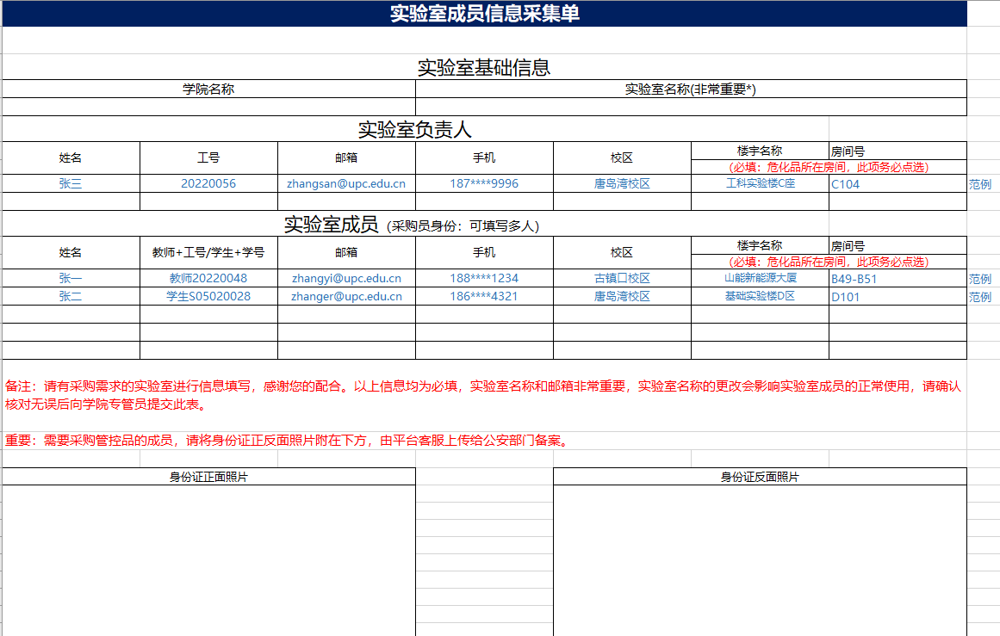 实验室成员信息采集单
实验室基础信息
学院名称 实验室名称(非常重要*)
实验室负责人
姓名 工号 邮箱 手机 校区 楼宇名称 房间号
(必填：危化品所在房间，此项务必点选)
张三 20220056 zhangsan@upc.edu.cn 187****9996 唐岛湾校区 工科实验楼C座 C104 范例
实验室成员 (采购员身份：可填写多人)
姓名 教师+工号/学生+学号 邮箱 手机 校区 楼宇名称 房间号
(必填：危化品所在房间，此项务必点选)
张一 教师20220048 zhangyi@upc.edu.cn 188****1234 古镇口校区 山能新能源大厦 B49-B51 范例
张二 学生S05020028 zhanger@upc.edu.cn 186****4321 唐岛湾校区 基础实验楼D区 D101 范例
备注：请有采购需求的实验室进行信息填写，感谢您的配合。以上信息均为必填，实验室名称和邮箱非常重要，实验室名称的更改会影响实验室成员的正常使用，请确认
核对无误后向学院专管员提交此表。
重要：需要采购管控品的成员，请将身份证正反面照片附在下方，由平台客服上传给公安部门备案。
身份证正面照片 身份证反面照片